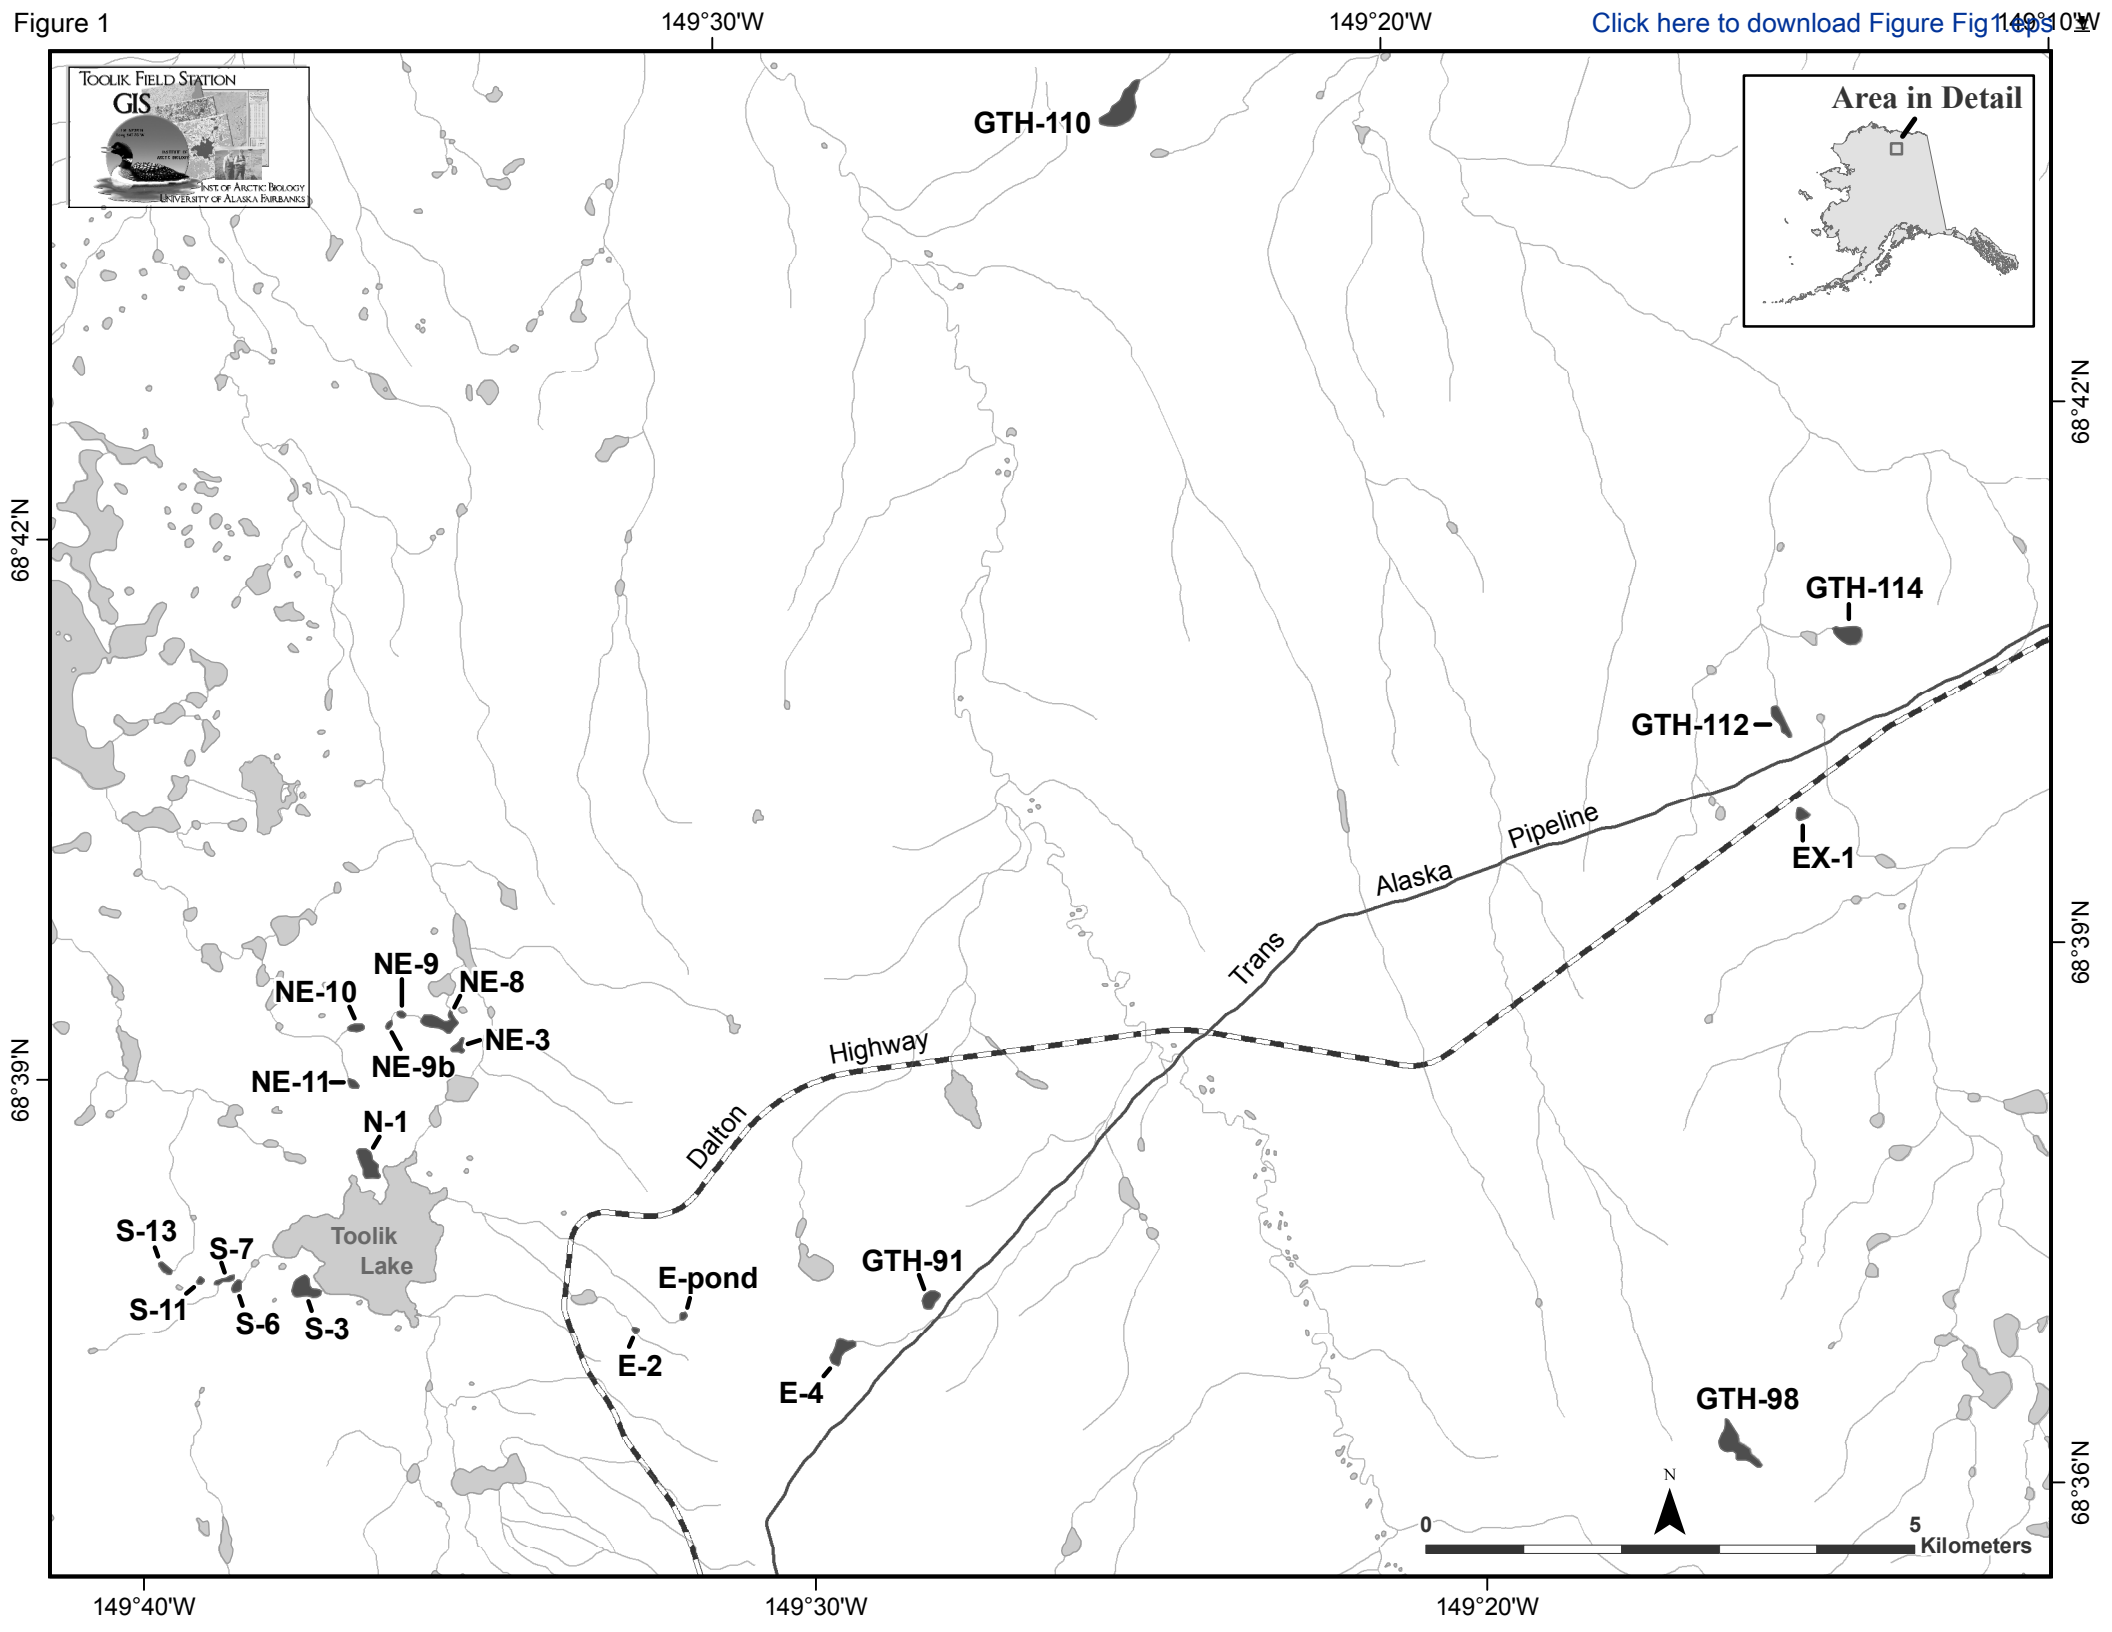 Figure 1
149°30'W
149°20'W
Click here to download Figure Fig1.eps
149°10'W
TOOLIK FIELD STATION
GIS
INST. OF ARCTIC BIOLOGY
UNIVERSITY OF ALASKA FAIRBANKS
GTH-110
Area in Detail
68°42'N
68°42'N
GTH-114
GTH-112
EX-1
Trans
Alaska
Pipeline
68°39'N
68°39'N
NE-9
NE-8
NE-10
NE-3
NE-9b
NE-11
N-1
Highway
Dalton
S-13
S-7
Toolik
Lake
S-11
S-6
S-3
E-pond
E-2
GTH-91
E-4
GTH-98
68°36'N
N
0
5
Kilometers
149°40'W
149°30'W
149°20'W